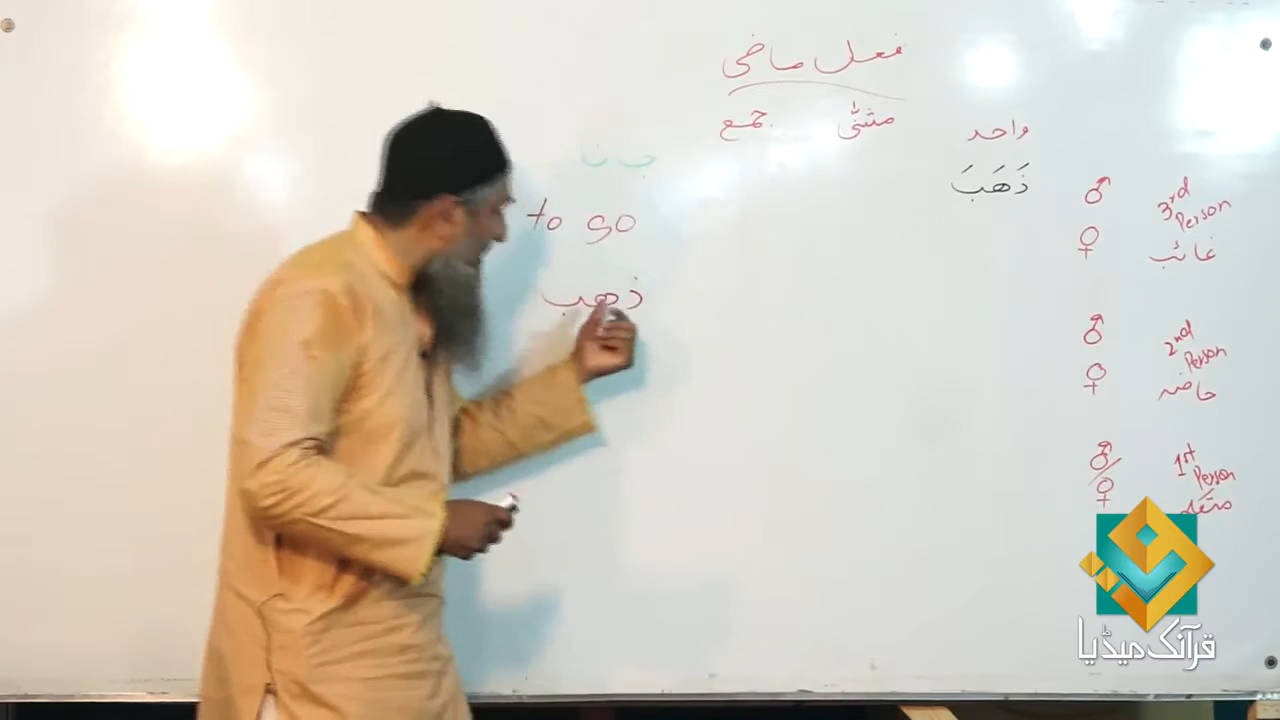 فعل ماضی
واحد مثنّٰی جمع
ذَهَبَ
3rd Person
غائب
2nd Person
حاضر
1st Person
متکلم
جانا
to go
ذهب
قرآنک میڈیا